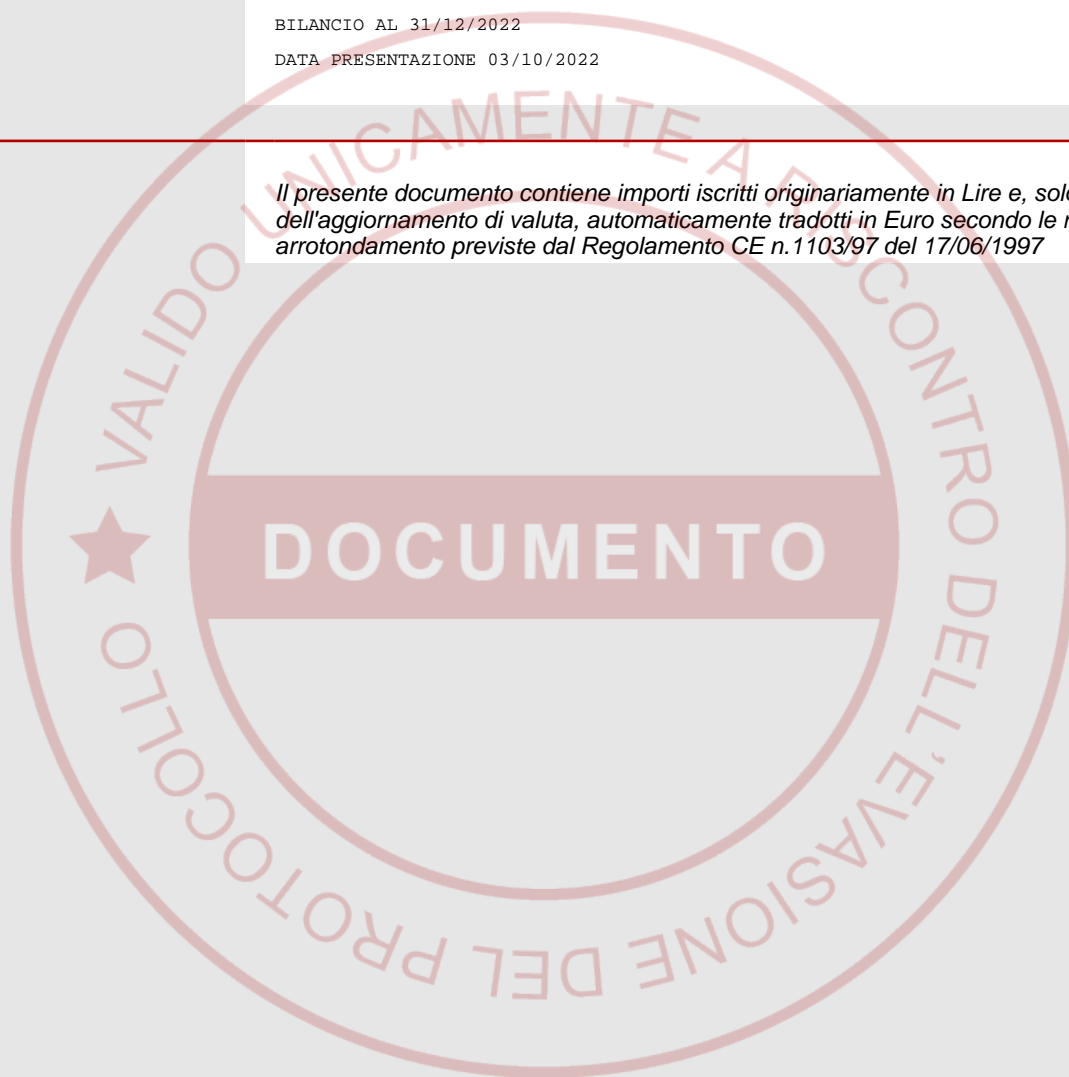 BILANCIO AL 31/12/2022
DATA PRESENTAZIONE 03/10/2022
Il presente documento contiene importi iscritti originariamente in Lire e, solo
dell'aggiornamento di valuta, automaticamente tradotti in Euro secondo le
arrotondamento previste dal Regolamento CE n.1103/97 del 17/06/1997
VALIDO UNICAMENTE A RISCONTRO DELL'EVASIONE DEL PROTOCOLLO
DOCUMENTO